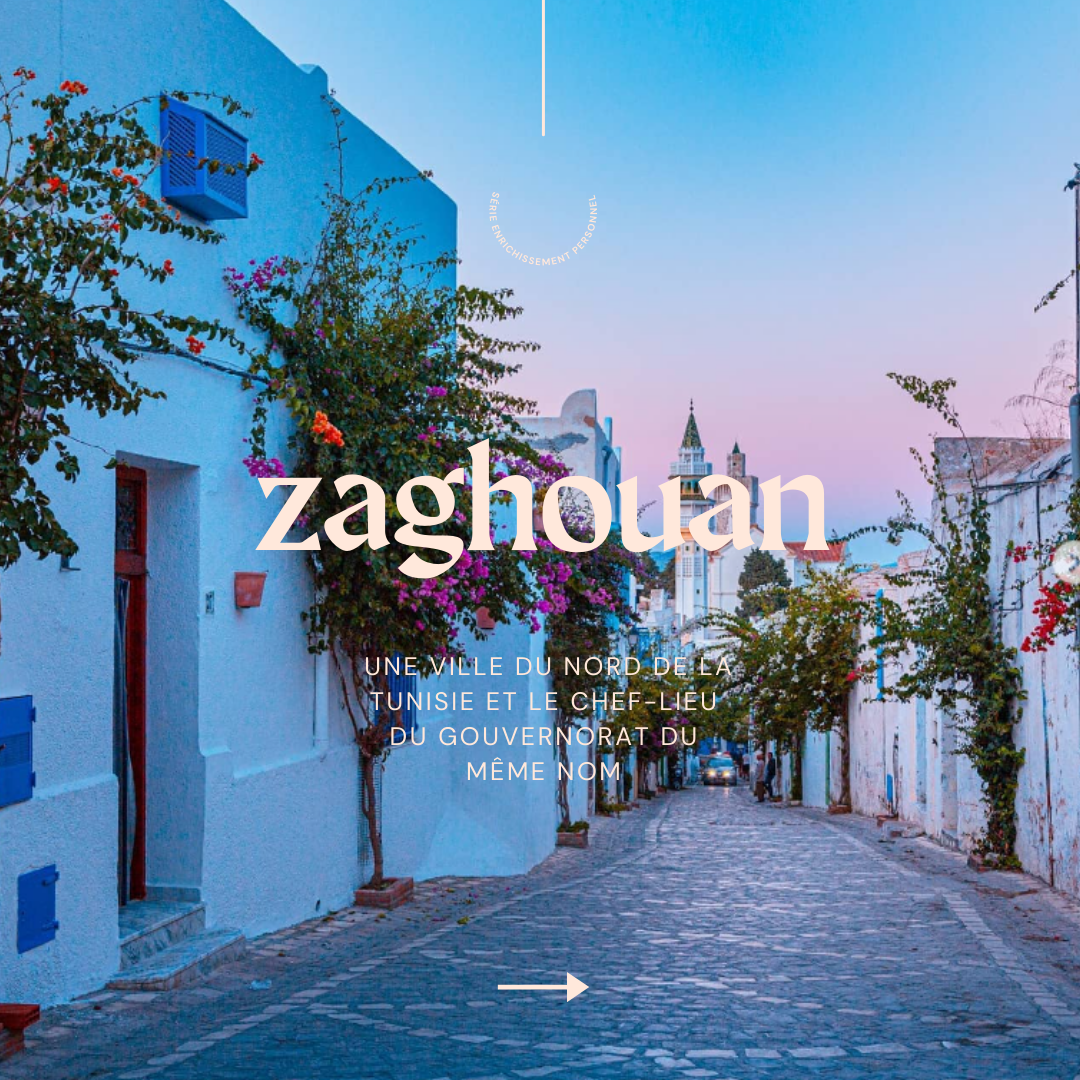 SÉRIE ENRICHISSEMENT PERSONNEL
zaghouan
UNE VILLE DU NORD DE LA
TUNISIE ET LE CHEF-LIEU
DU GOUVERNORAT DU
MÊME NOM